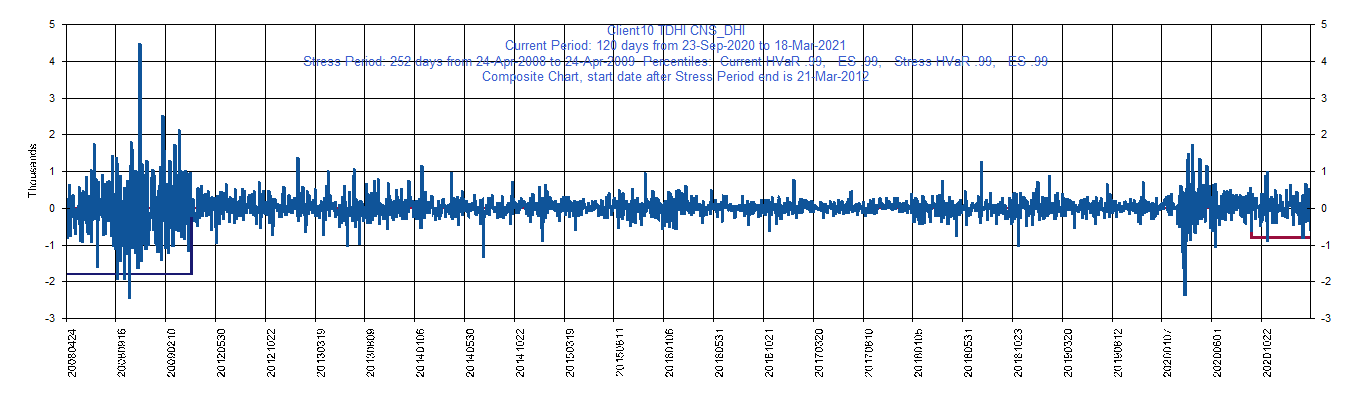 Client10 TDHI CNS_DHI
Current Period: 120 days from 23-Sep-2020 to 18-Mar-2021
Stress Period: 252 days from 24-Apr-2008 to 24-Apr-2009 Percentiles: Current HVaR .99, ES .99, Stress HVaR .99, ES .99
Composite Chart, start date after Stress Period end is 21-Mar-2012
5 5
4 4
3 3
2 2
1 1
0 0
-1 -1
-2 -2
-3 -3
Thousands
20080424 20080916 20090210 20120530 20121022 20130319 20130809 20140106 20140530 20141022 20150319 20150811 20160106 20160531 20161021 20170320 20170810 20180105 20180531 20181023 20190320 20190812 20200107 20200601 20201022